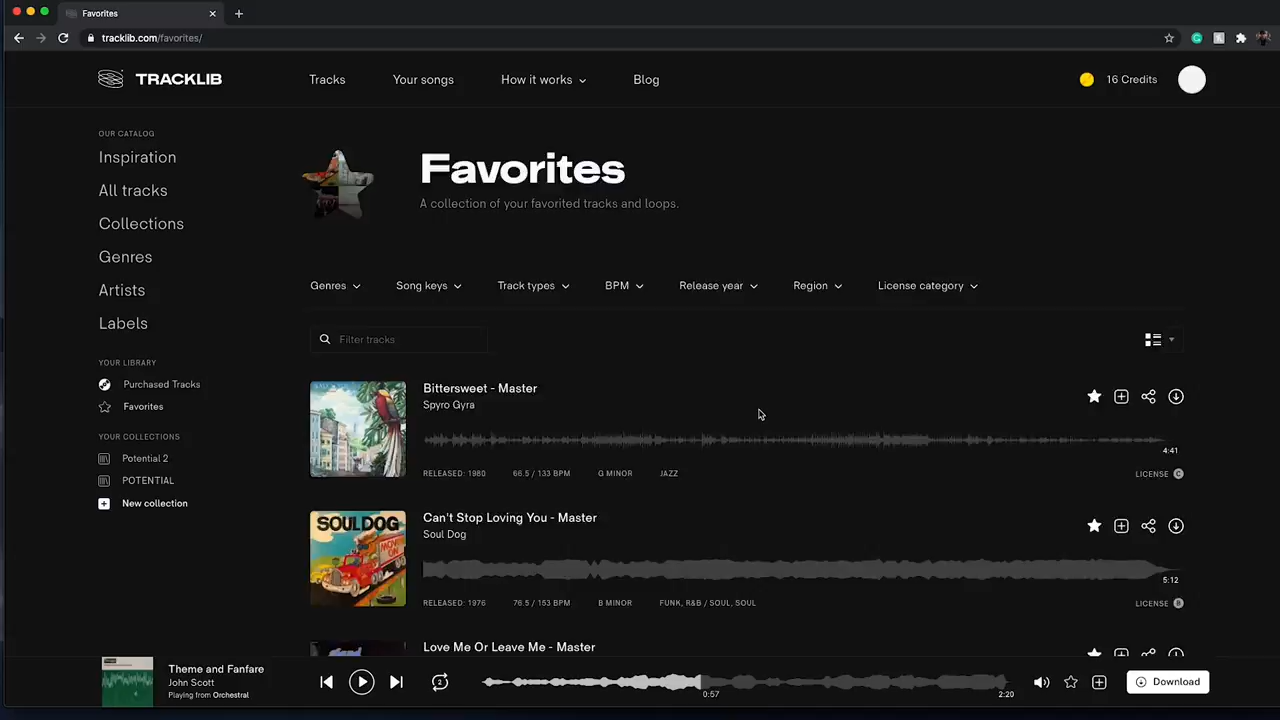 Favorites
tracklib.com/favorites/
TRACKLIB
Tracks
Your songs
How it works
Blog
16 Credits
OUR CATALOG
Inspiration
All tracks
Collections
Genres
Artists
Labels
YOUR LIBRARY
Purchased Tracks
Favorites
YOUR COLLECTIONS
Potential 2
POTENTIAL
New collection
Favorites
A collection of your favorited tracks and loops.
Genres
Song keys
Track types
BPM
Release year
Region
License category
Filter tracks
Bittersweet - Master
Spyro Gyra
4:41
RELEASED: 1980
66.5 / 133 BPM
G MINOR
JAZZ
LICENSE C
SOUL DOG
Can't Stop Loving You - Master
Soul Dog
5:12
RELEASED: 1976
76.5 / 153 BPM
B MINOR
FUNK, R&B / SOUL, SOUL
LICENSE B
Love Me Or Leave Me - Master
Theme and Fanfare
John Scott
Playing from Orchestral
0:57
2:20
Download